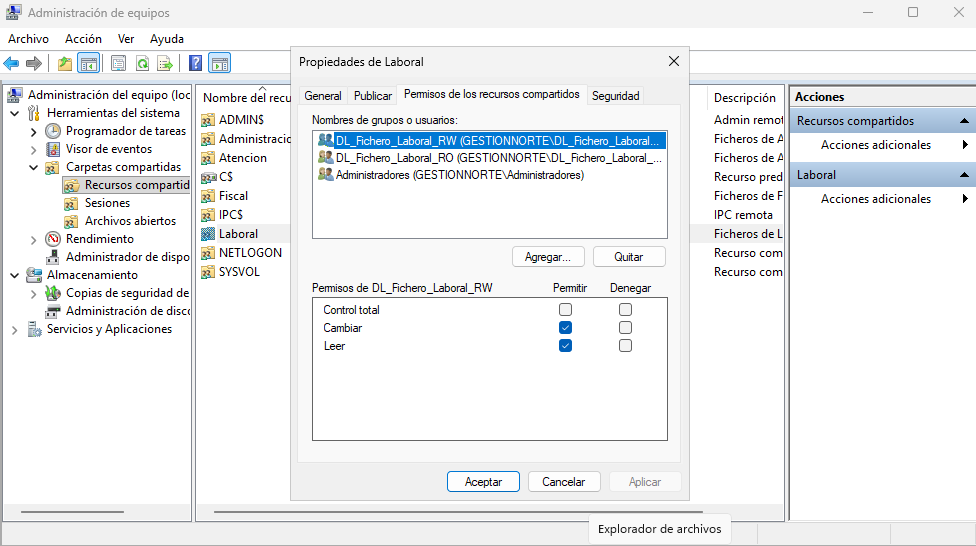 Administración de equipos
Archivo Acción Ver Ayuda
Administración del equipo (loc
Herramientas del sistema
Programador de tareas
Visor de eventos
Carpetas compartidas
Recursos compartid
Sesiones
Archivos abiertos
Rendimiento
Administrador de dispo
Almacenamiento
Copias de seguridad de
Administración de disco
Servicios y Aplicaciones
Nombre del recu
ADMIN$
Administracio
Atencion
C$
Fiscal
IPC$
Laboral
NETLOGON
SYSVOL
Propiedades de Laboral
General Publicar Permisos de los recursos compartidos Seguridad
Nombres de grupos o usuarios:
DL_Fichero_Laboral_RW (GESTIONNORTE\DL_Fichero_Laboral...
DL_Fichero_Laboral_RO (GESTIONNORTE\DL_Fichero_Laboral_...
Administradores (GESTIONNORTE\Administradores)
Agregar... Quitar
Permisos de DL_Fichero_Laboral_RW Permitir Denegar
Control total
Cambiar
Leer
Aceptar Cancelar Aplicar
Descripción
Admin remot
Ficheros de A
Ficheros de A
Recurso pred
Ficheros de F
IPC remota
Ficheros de L
Recurso com
Recurso com
Acciones
Recursos compartidos
Acciones adicionales
Laboral
Acciones adicionales
Explorador de archivos